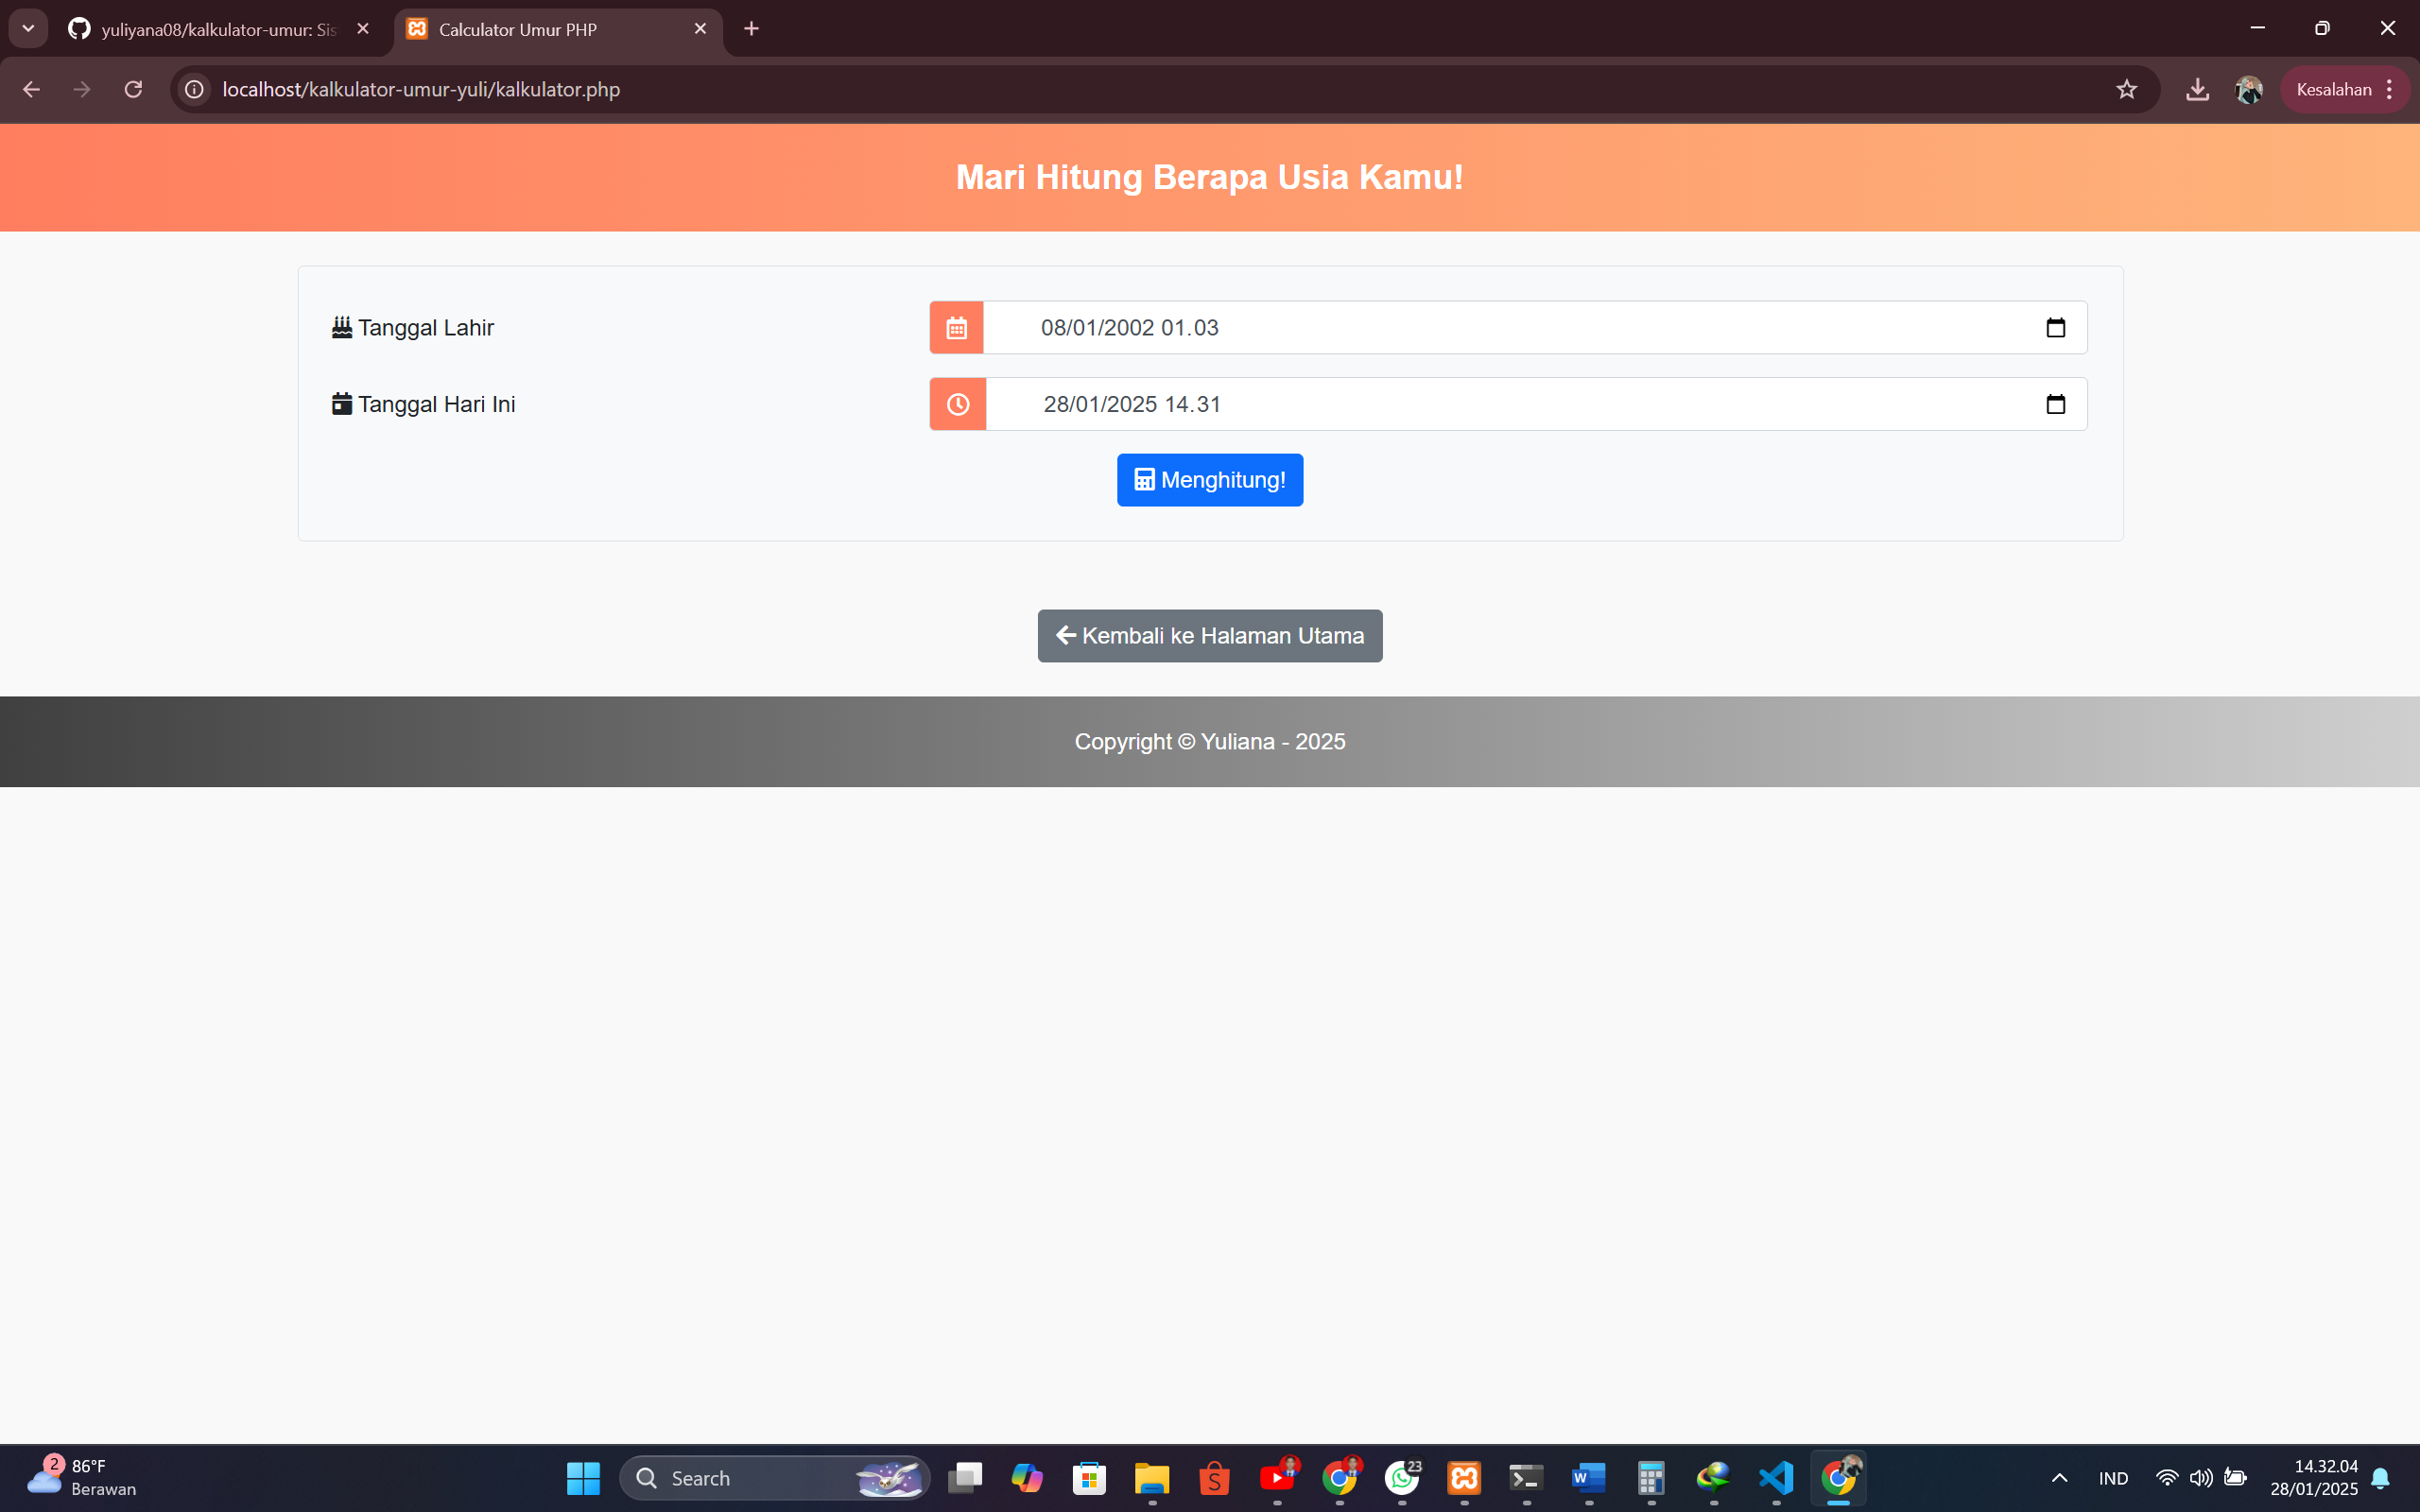 yuliyana08/kalkulator-umur: Sis
Calculator Umur PHP
localhost/kalkulator-umur-yuli/kalkulator.php
Kesalahan
Mari Hitung Berapa Usia Kamu!
Tanggal Lahir
08/01/2002 01.03
Tanggal Hari Ini
28/01/2025 14.31
Menghitung!
Kembali ke Halaman Utama
Copyright © Yuliana - 2025
2
86°F
Berawan
Search
23
IND
14.32.04
28/01/2025